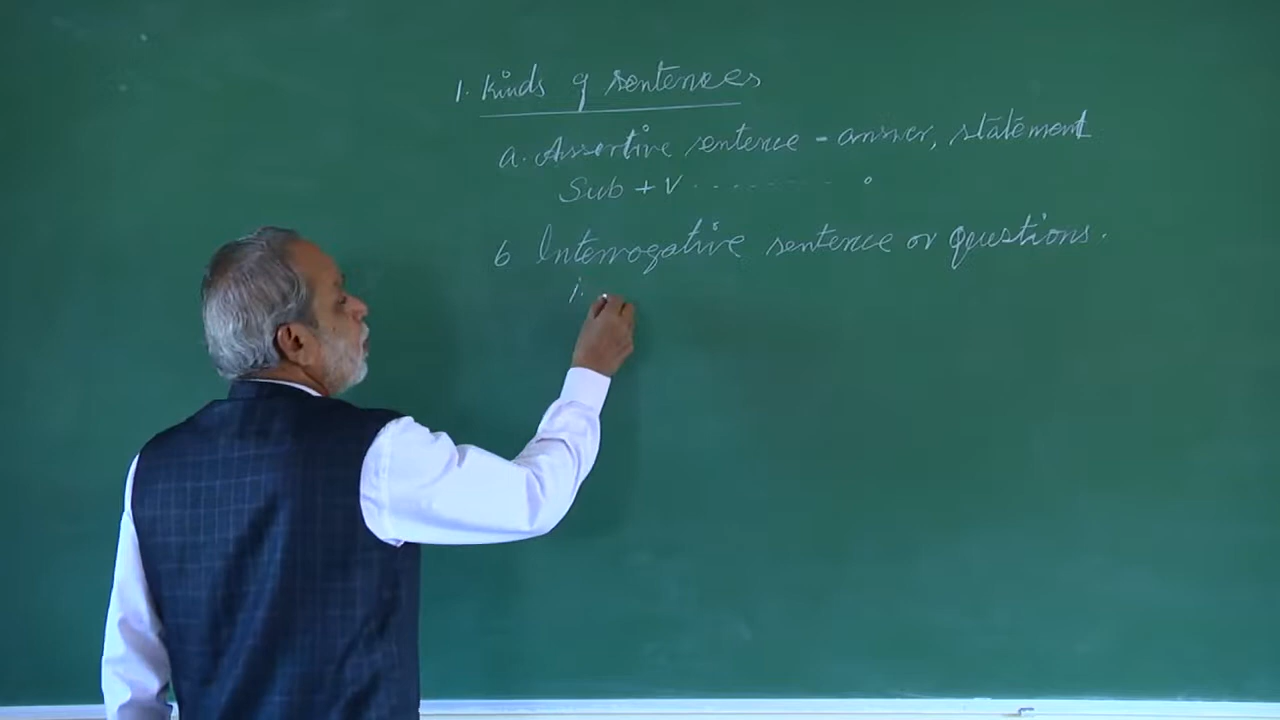 1. Kinds of sentences
a. Assertive sentence - answer, statement
Sub + V ........... .
b Interrogative sentence or questions.
i.